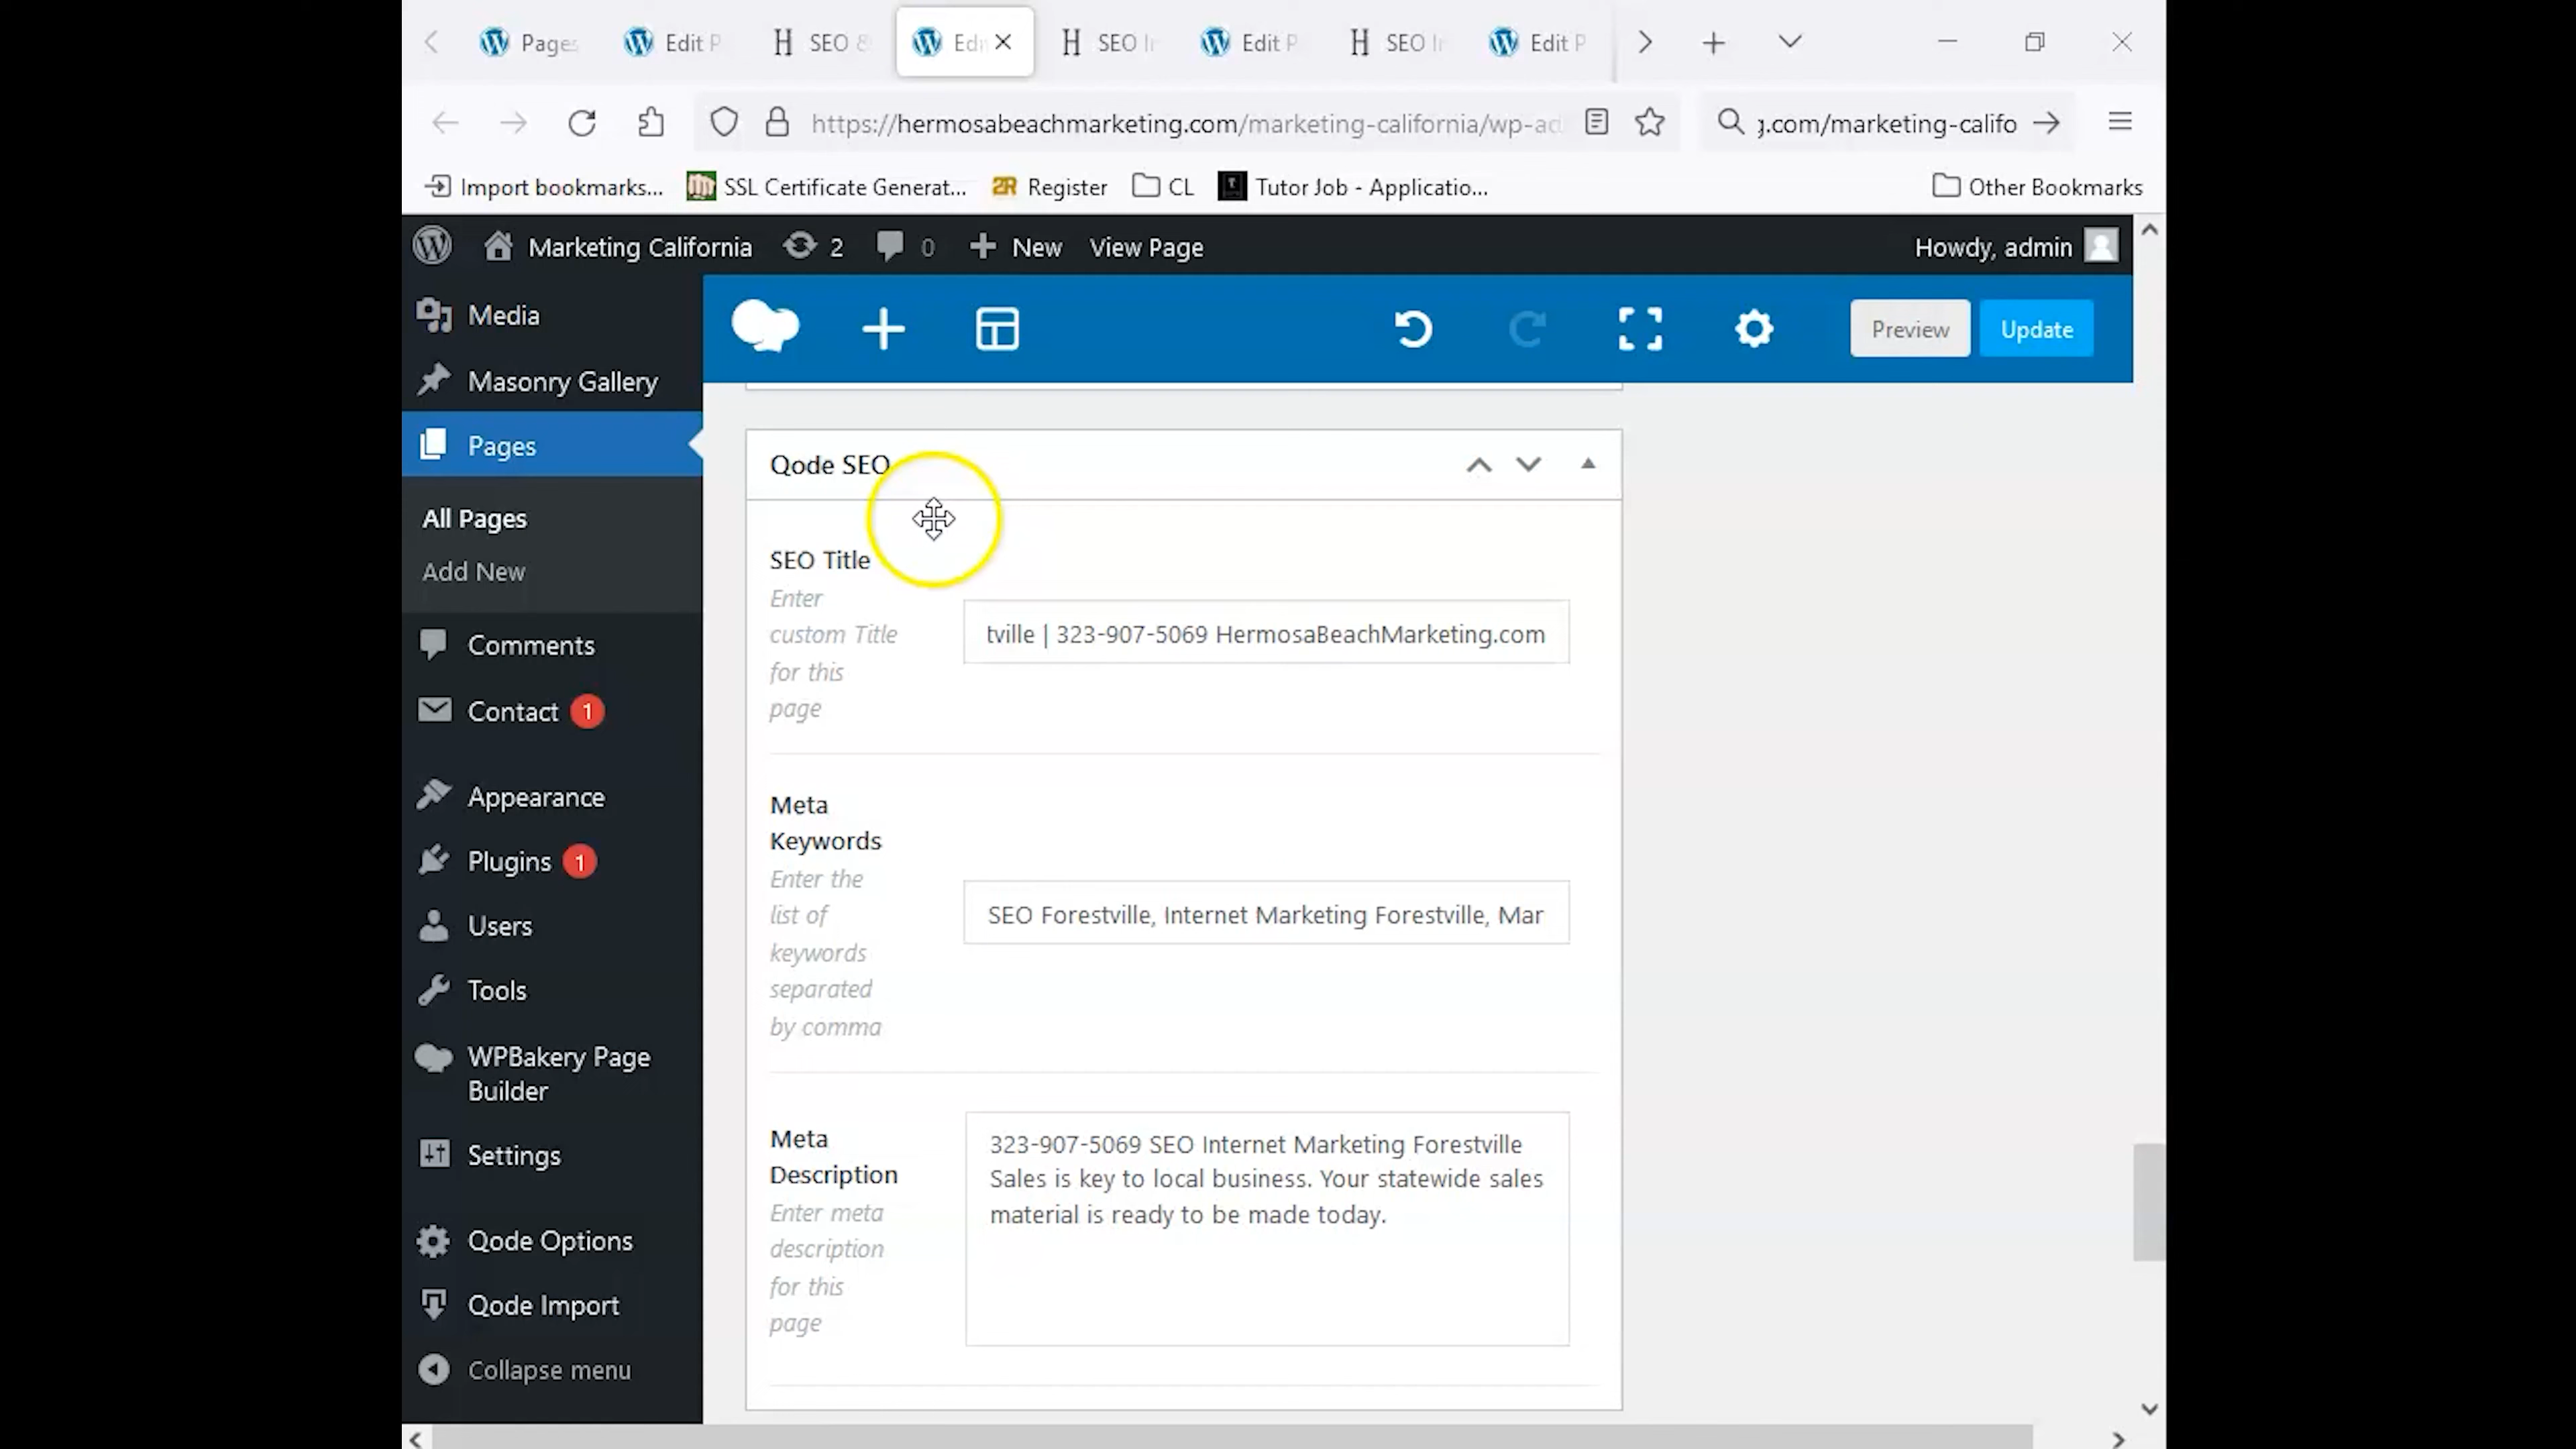 Pages
Edit P
SEO &
Edi
SEO I
Edit P
SEO I
Edit P
https://hermosabeachmarketing.com/marketing-california/wp-ad
g.com/marketing-califo
Import bookmarks...
SSL Certificate Generat...
Register
CL
Tutor Job - Applicatio...
Other Bookmarks
Marketing California
2
0
New
View Page
Howdy, admin
Media
Masonry Gallery
Pages
All Pages
Add New
Comments
Contact 1
Appearance
Plugins 1
Users
Tools
WPBakery Page
Builder
Settings
Qode Options
Qode Import
Collapse menu
Preview
Update
Qode SEO
SEO Title
Enter
custom Title
for this
page
tville | 323-907-5069 HermosaBeachMarketing.com
Meta
Keywords
Enter the
list of
keywords
separated
by comma
SEO Forestville, Internet Marketing Forestville, Mar
Meta
Description
Enter meta
description
for this
page
323-907-5069 SEO Internet Marketing Forestville
Sales is key to local business. Your statewide sales
material is ready to be made today.